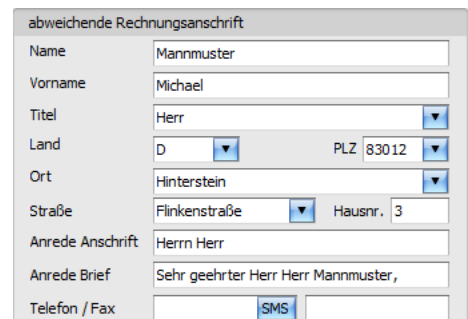 abweichende Rechnungsanschrift
Name Mannmuster
Vorname Michael
Titel Herr
Land D PLZ 83012
Ort Hinterstein
Straße Flinkenstraße Hausnr. 3
Anrede Anschrift Herrn Herr
Anrede Brief Sehr geehrter Herr Herr Mannmuster,
Telefon / Fax SMS